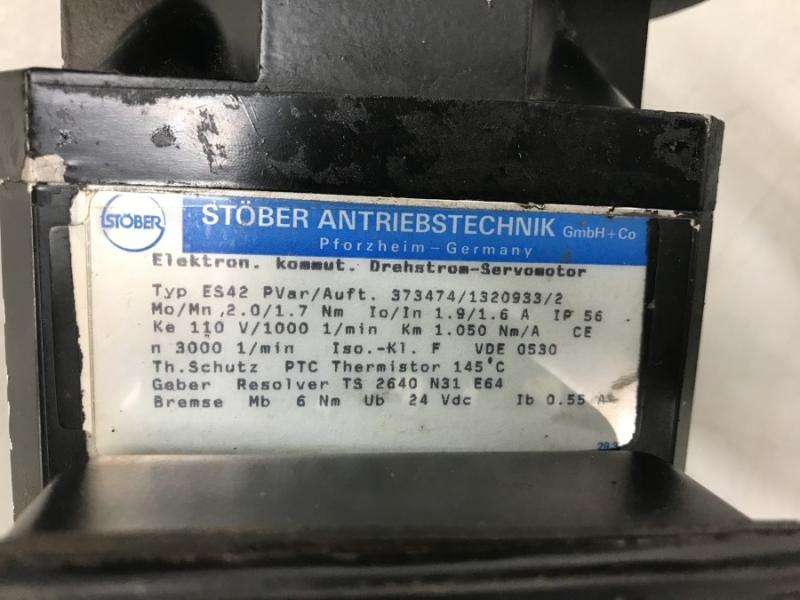 STÖBER
STÖBER ANTRIEBSTECHNIK GmbH+Co
Pforzheim-Germany
Elektron. kommut. Drehstrom-Servomotor
Typ ES42 PVar/Auft. 373474/1320933/2
Mo/Mn 2.0/1.7 Nm Io/In 1.9/1.6 A IP 56
Ke 110 V/1000 1/min Km 1.050 Nm/A CE
n 3000 1/min Iso.-Kl. F VDE 0530
Th.Schutz PTC Thermistor 145°C
Geber Resolver TS 2640 N31 E64
Bremse Mb 6 Nm Ub 24 Vdc Ib 0.55 A